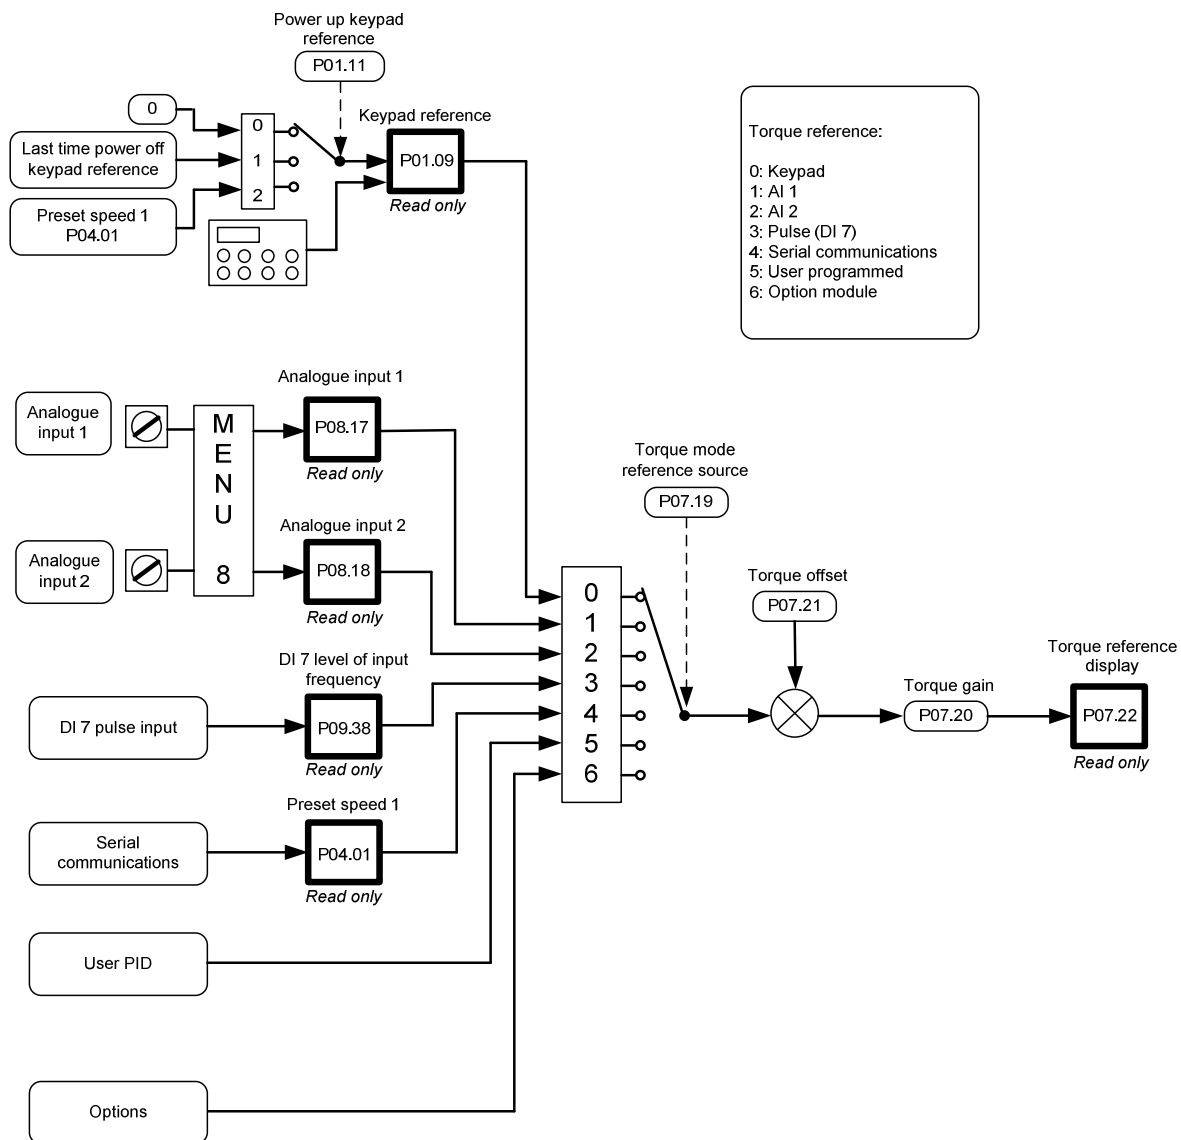 Power up keypad
reference
P01.11
0
Last time power off
keypad reference
Preset speed 1
P04.01
0
1
2
Keypad reference
P01.09
Read only
Torque reference:
0: Keypad
1: AI 1
2: AI 2
3: Pulse (DI 7)
4: Serial communications
5: User programmed
6: Option module
Analogue
input 1
Analogue
input 2
M
E
N
U
8
Analogue input 1
P08.17
Read only
Analogue input 2
P08.18
Read only
DI 7 pulse input
DI 7 level of input
frequency
P09.38
Read only
Serial
communications
Preset speed 1
P04.01
Read only
User PID
Options
0
1
2
3
4
5
6
Torque mode
reference source
P07.19
Torque offset
P07.21
Torque gain
P07.20
Torque reference
display
P07.22
Read only